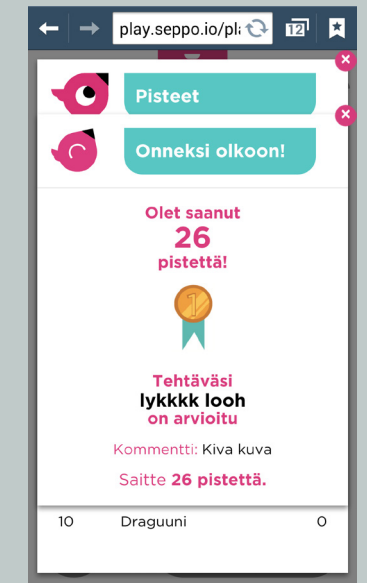 play.seppo.io/pl
12
Pisteet
Onneksi olkoon!
Olet saanut
26
pistettä!
1
Tehtäväsi
lykkkk looh
on arvioitu
Kommentti: Kiva kuva
Saitte 26 pistettä.
10 Draguuni 0